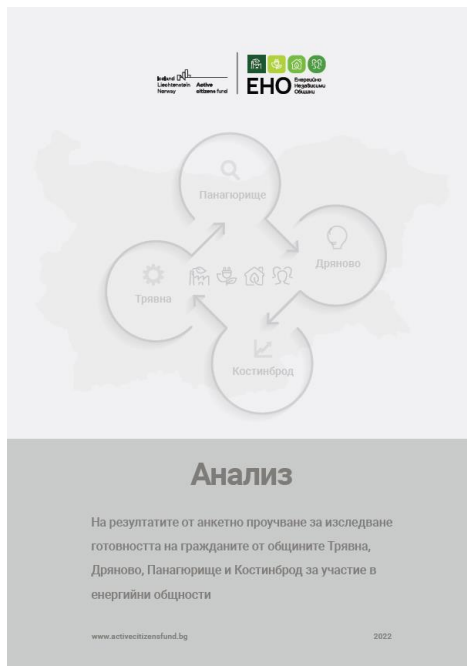 Iceland
Liechtenstein Active
Norway citizens fund
ЕНО
Енергийно
Независими
Общини
Панагюрище
Дряново
Трявна
Костинброд
Анализ
На резултатите от анкетно проучване за изследване
готовността на гражданите от общините Трявна,
Дряново, Панагюрище и Костинброд за участие в
енергийни общности
www.activecitizensfund.bg 2022